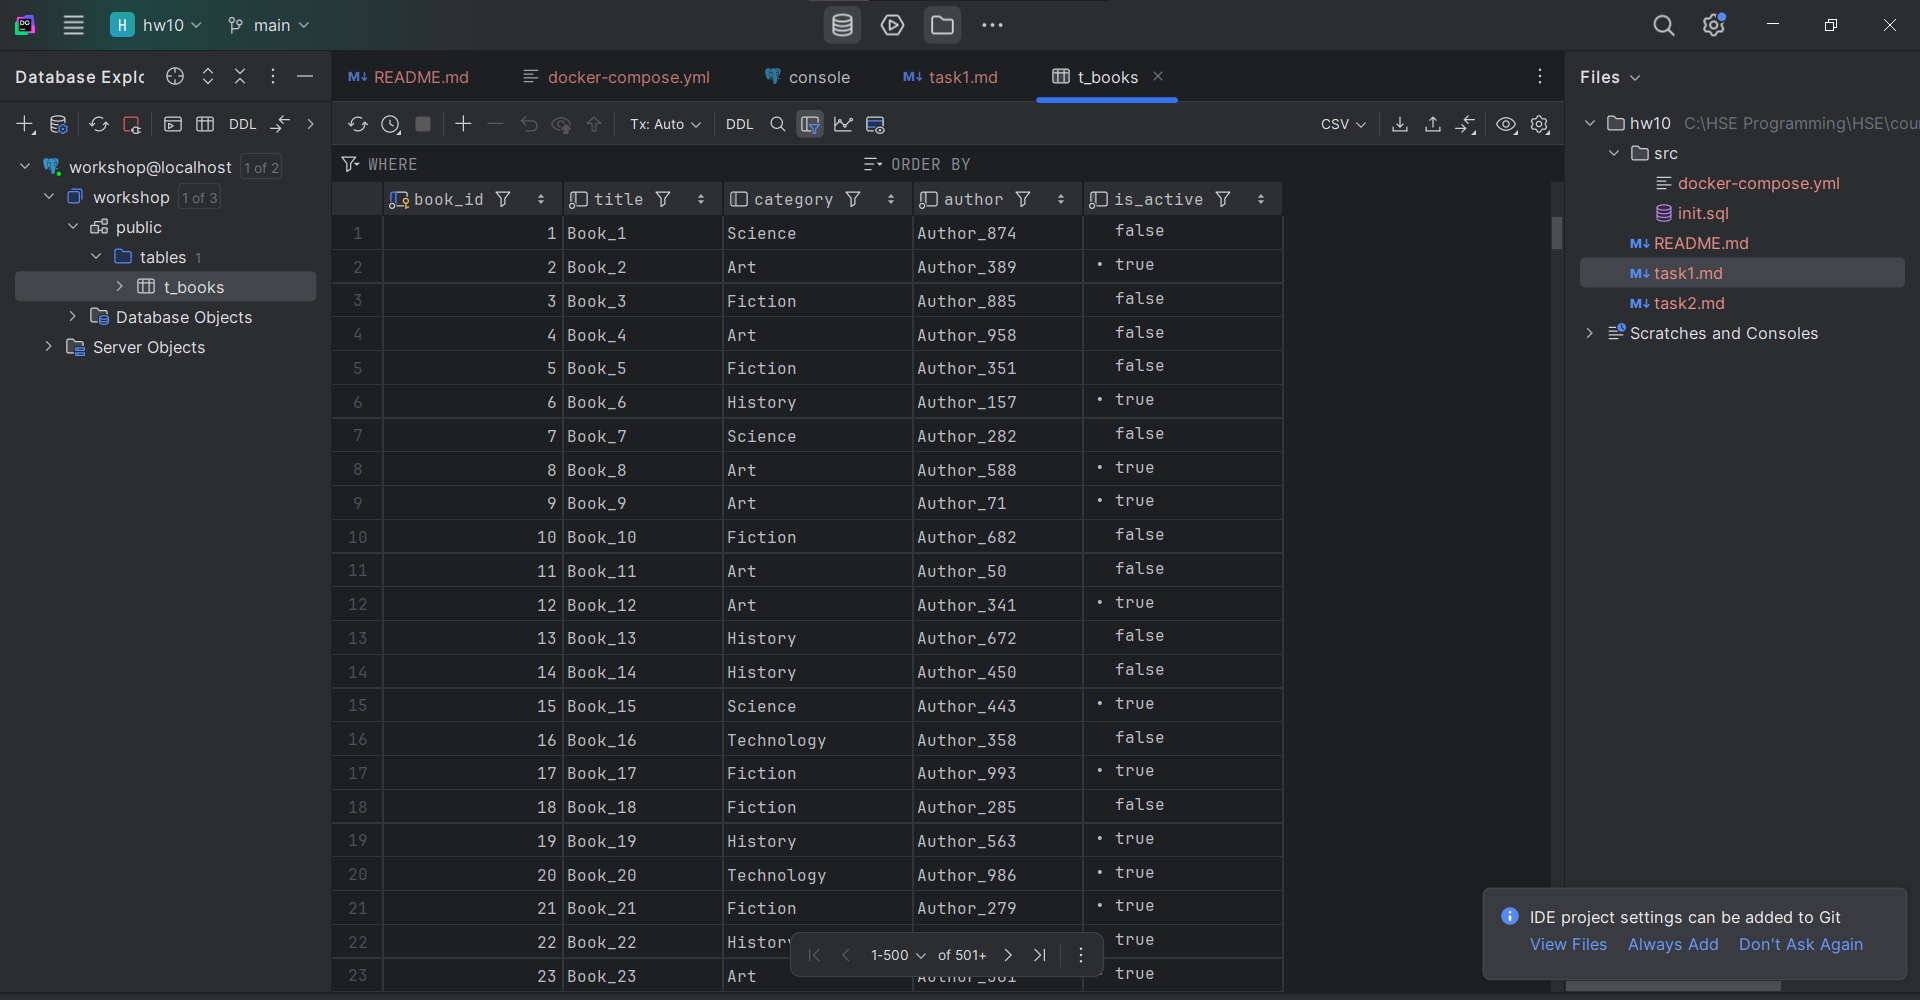 H hw10 main
Database Explc
README.md docker-compose.yml console task1.md t_books
Files
DDL
Tx: Auto DDL CSV
WHERE ORDER BY
workshop@localhost 1 of 2
workshop 1 of 3
public
tables 1
t_books
Database Objects
Server Objects
book_id title category author is_active
1 1 Book_1 Science Author_874 false
2 2 Book_2 Art Author_389 true
3 3 Book_3 Fiction Author_885 false
4 4 Book_4 Art Author_958 false
5 5 Book_5 Fiction Author_351 false
6 6 Book_6 History Author_157 true
7 7 Book_7 Science Author_282 false
8 8 Book_8 Art Author_588 true
9 9 Book_9 Art Author_71 true
10 10 Book_10 Fiction Author_682 false
11 11 Book_11 Art Author_50 false
12 12 Book_12 Art Author_341 true
13 13 Book_13 History Author_672 false
14 14 Book_14 History Author_450 false
15 15 Book_15 Science Author_443 true
16 16 Book_16 Technology Author_358 false
17 17 Book_17 Fiction Author_993 true
18 18 Book_18 Fiction Author_285 false
19 19 Book_19 History Author_563 true
20 20 Book_20 Technology Author_986 true
21 21 Book_21 Fiction Author_279 true
22 22 Book_22 History true
23 23 Book_23 Art true
1-500 of 501+
hw10 C:\HSE Programming\HSE\cou
src
docker-compose.yml
init.sql
M↓ README.md
M↓ task1.md
M↓ task2.md
Scratches and Consoles
IDE project settings can be added to Git
View Files Always Add Don't Ask Again